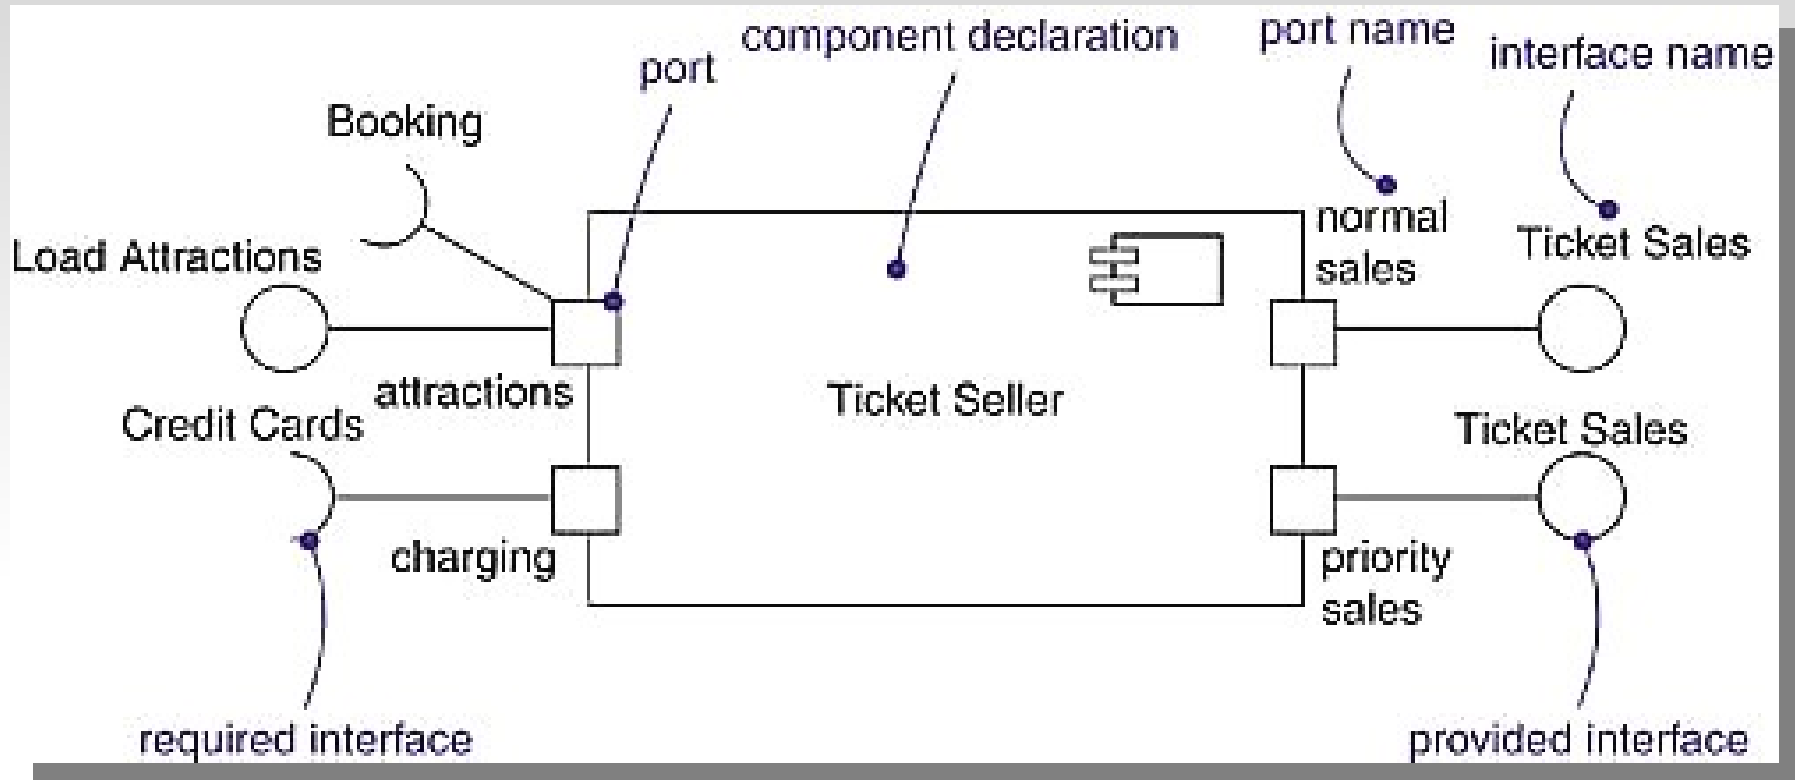 component declaration
port name
interface name
port
Booking
normal
sales
Ticket Sales
Load Attractions
attractions
Ticket Seller
Credit Cards
Ticket Sales
charging
priority
sales
required interface
provided interface